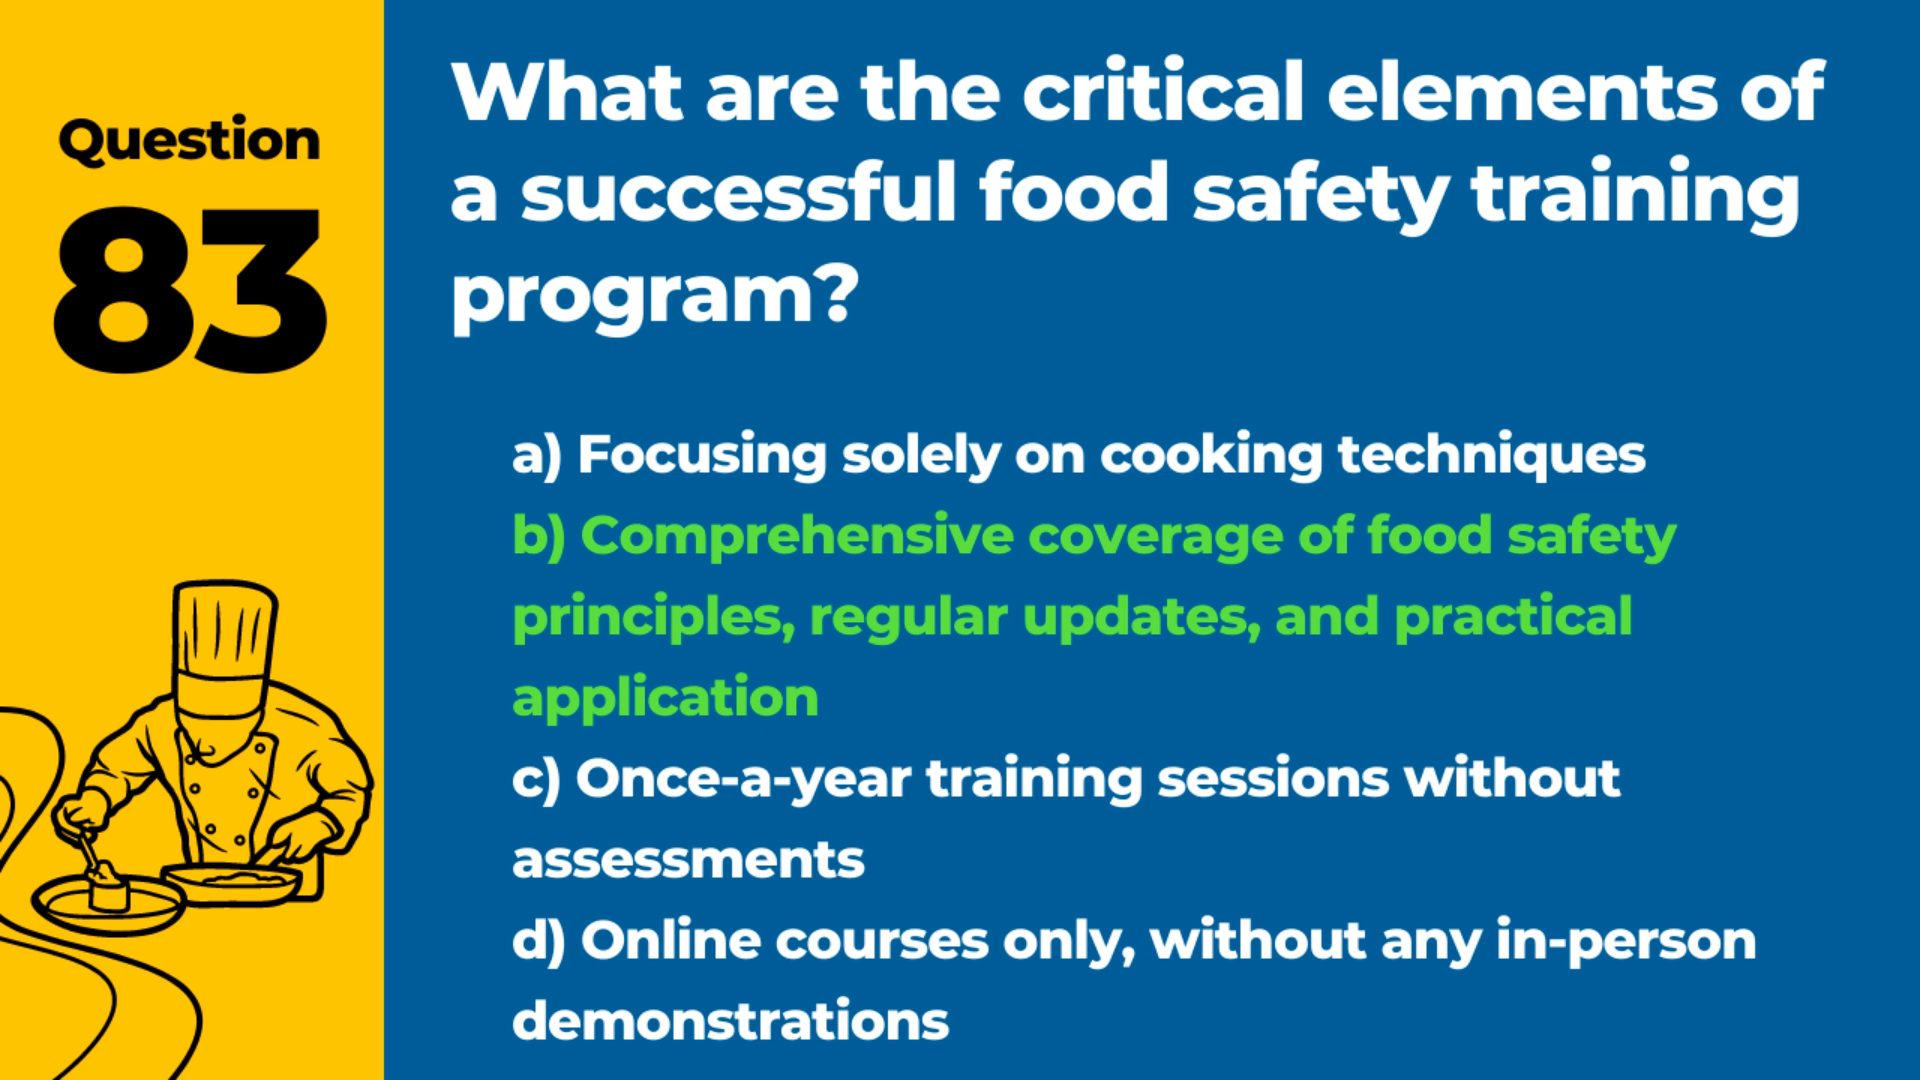 Question
83
What are the critical elements of
a successful food safety training
program?
a) Focusing solely on cooking techniques
b) Comprehensive coverage of food safety
principles, regular updates, and practical
application
c) Once-a-year training sessions without
assessments
d) Online courses only, without any in-person
demonstrations